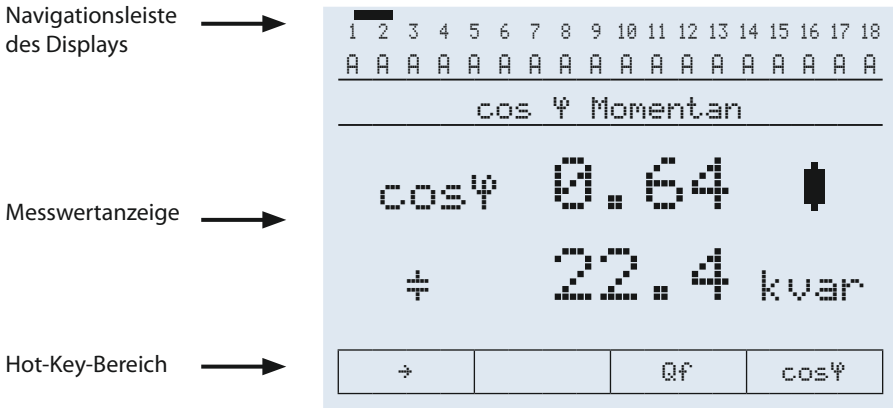 Navigationsleiste
des Displays
1 2 3 4 5 6 7 8 9 10 11 12 13 14 15 16 17 18
A A A A A A A A A A A A A A A A A A
cos φ Momentan
Messwertanzeige
cosφ 0.64
22.4 kvar
Hot-Key-Bereich
→ Qf cosφ